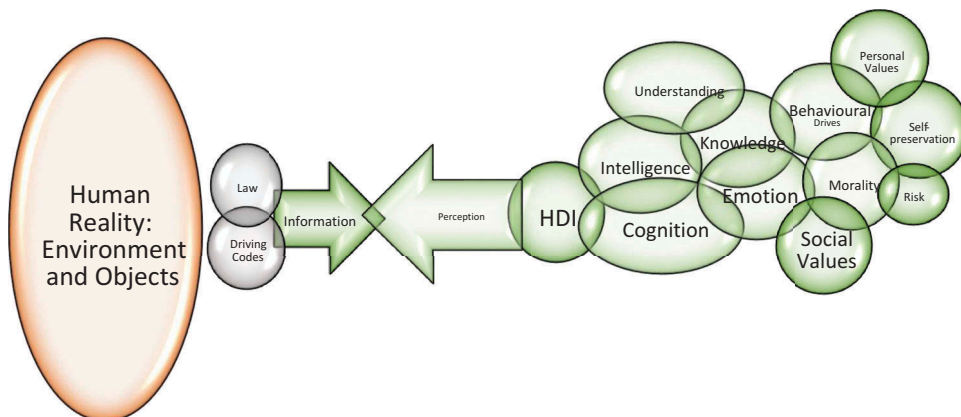 Human
Reality:
Environment
and Objects
Law
Driving
Codes
Information
Perception
HDI
Understanding
Intelligence
Knowledge
Cognition
Emotion
Behavioural
Drives
Personal
Values
Self-
preservation
Morality
Risk
Social
Values